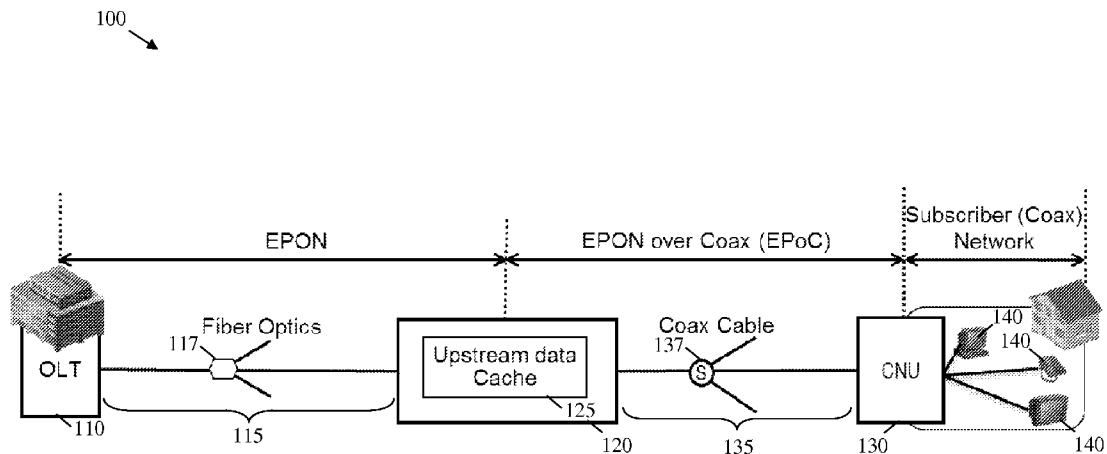 100
Subscriber (Coax)
Network
EPON
EPON over Coax (EPoC)
Fiber Optics
Coax Cable
117
137
140
140
OLT
Upstream data
Cache
S
CNU
125
110
115
120
135
130
140